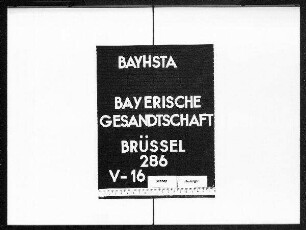 BAYHSTA
BAYERISCHE
GESANDTSCHAFT
BRÜSSEL
286
V-16